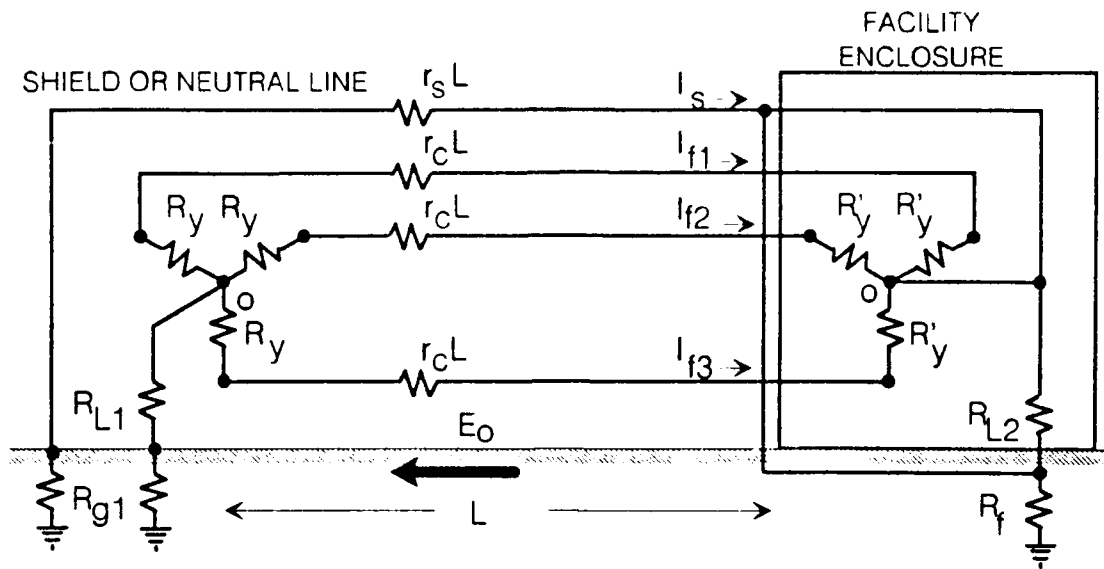 FACILITY
ENCLOSURE
SHIELD OR NEUTRAL LINE
r_s L
I_s
r_c L
I_f1
R_y R_y
r_c L
I_f2
R'_y R'_y
o
o
R_y
R'_y
r_c L
I_f3
R_L1
R_L2
E_o
R_g1
L
R_f